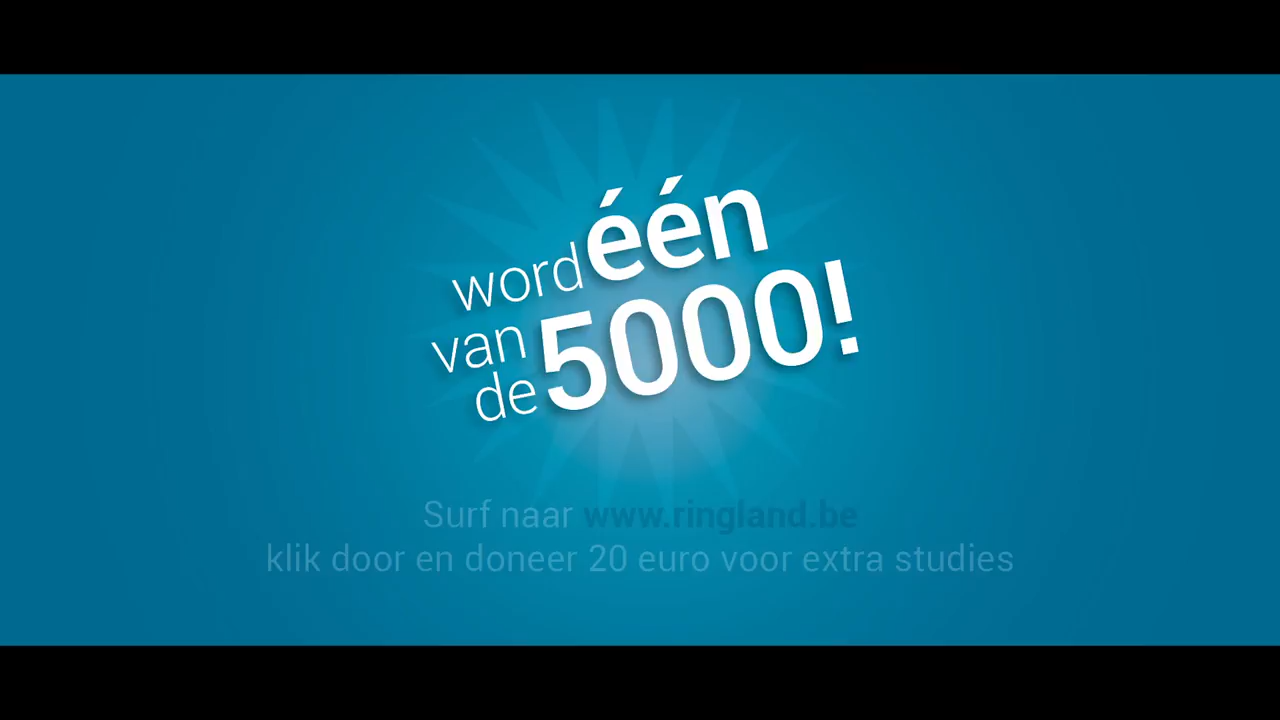 word één
van
de 5000!
Surf naar www.ringland.be
klik door en doneer 20 euro voor extra studies